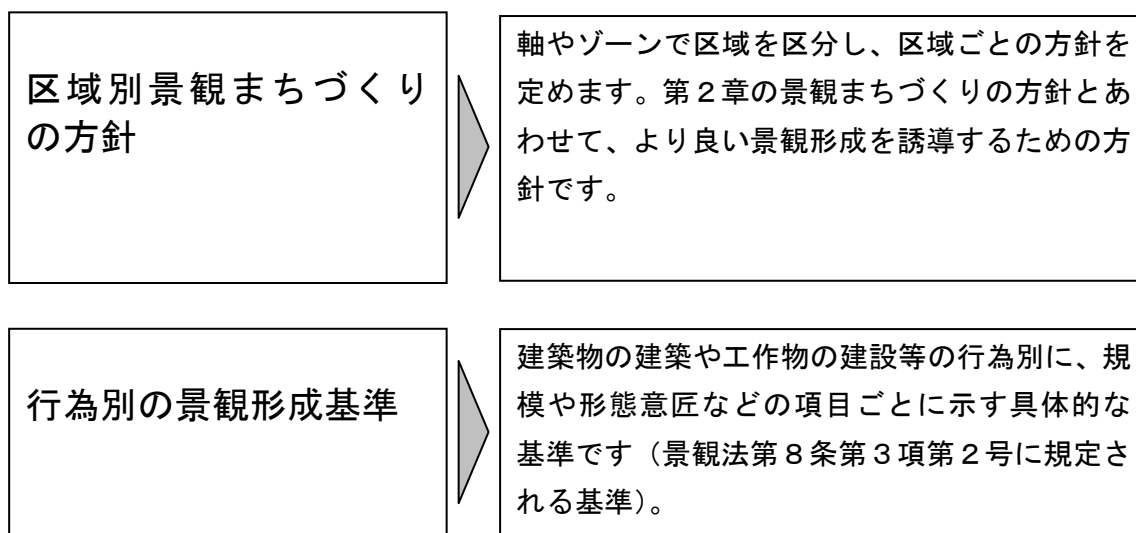 区域別景観まちづくり
の方針
軸やゾーンで区域を区分し、区域ごとの方針を
定めます。第２章の景観まちづくりの方針とあ
わせて、より良い景観形成を誘導するための方
針です。
行為別の景観形成基準
建築物の建築や工作物の建設等の行為別に、規
模や形態意匠などの項目ごとに示す具体的な
基準です（景観法第８条第３項第２号に規定さ
れる基準）。